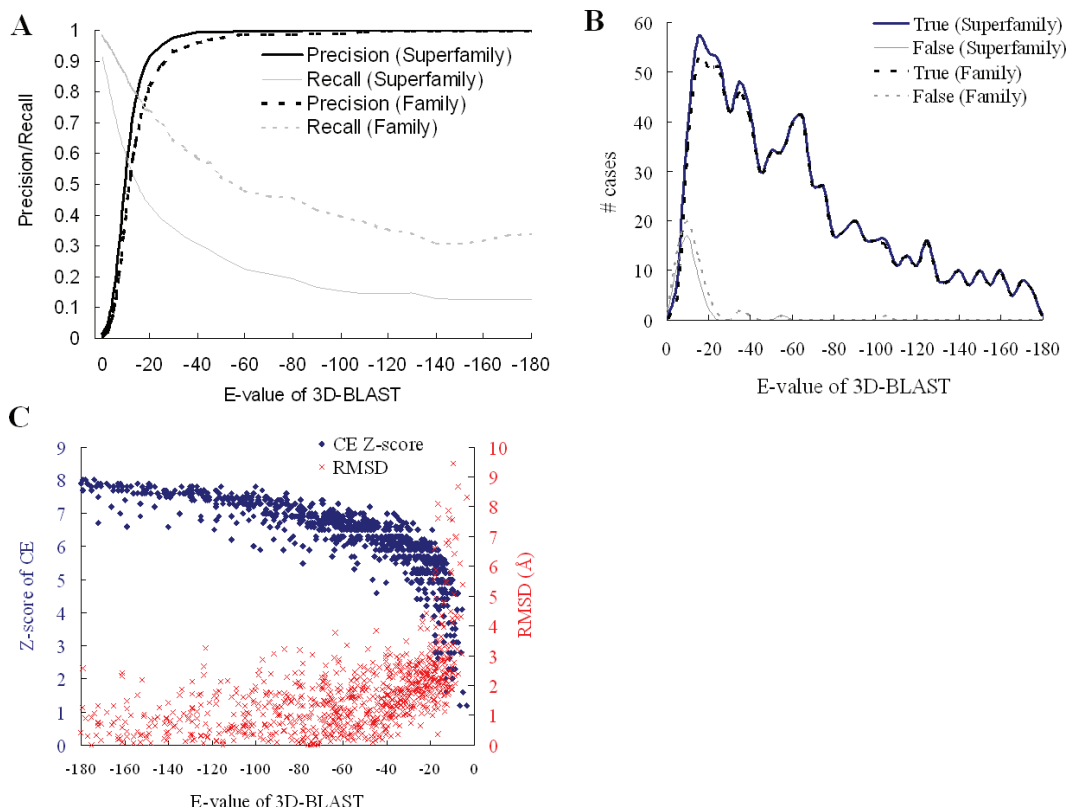 A
1
0.9
0.8
0.7
0.6
0.5
0.4
0.3
0.2
0.1
0
Precision/Recall
Precision (Superfamily)
Recall (Superfamily)
Precision (Family)
Recall (Family)
0 -20 -40 -60 -80 -100 -120 -140 -160 -180
E-value of 3D-BLAST
B
60
50
40
30
20
10
0
# cases
True (Superfamily)
False (Superfamily)
True (Family)
False (Family)
0 -20 -40 -60 -80 -100 -120 -140 -160 -180
E-value of 3D-BLAST
C
9
8
7
6
5
4
3
2
1
0
Z-score of CE
CE Z-score
RMSD
10
9
8
7
6
5
4
3
2
1
0
RMSD (Å)
-180 -160 -140 -120 -100 -80 -60 -40 -20 0
E-value of 3D-BLAST